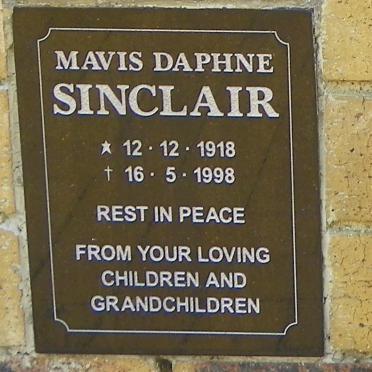 MAVIS DAPHNE
SINCLAIR
★ 12 · 12 · 1918
† 16 · 5 · 1998
REST IN PEACE
FROM YOUR LOVING
CHILDREN AND
GRANDCHILDREN